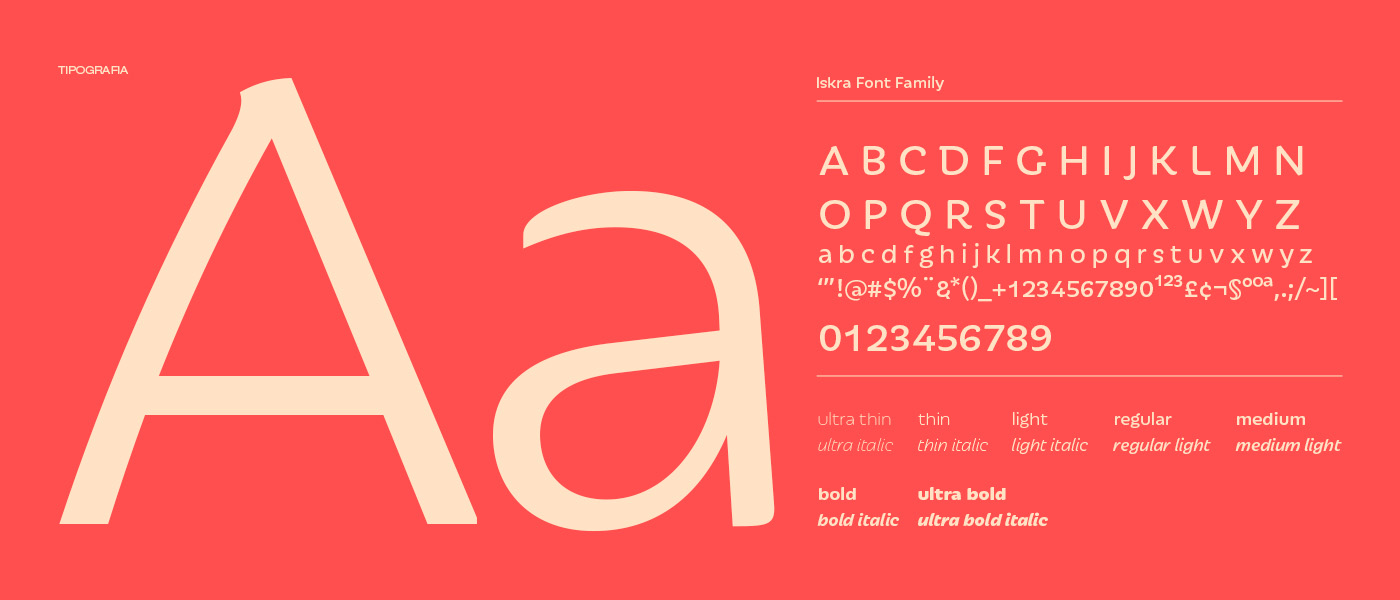 TIPOGRAFIA
Aa
Iskra Font Family
A B C D F G H I J K L M N
O P Q R S T U V X W Y Z
a b c d f g h i j k l m n o p q r s t u v x w y z
‘”!@#$%¨&*()_+1234567890¹²³£¢¬§ººª,.;/~][
0123456789
ultra thin thin light regular medium
ultra italic thin italic light italic regular light medium light
bold ultra bold
bold italic ultra bold italic